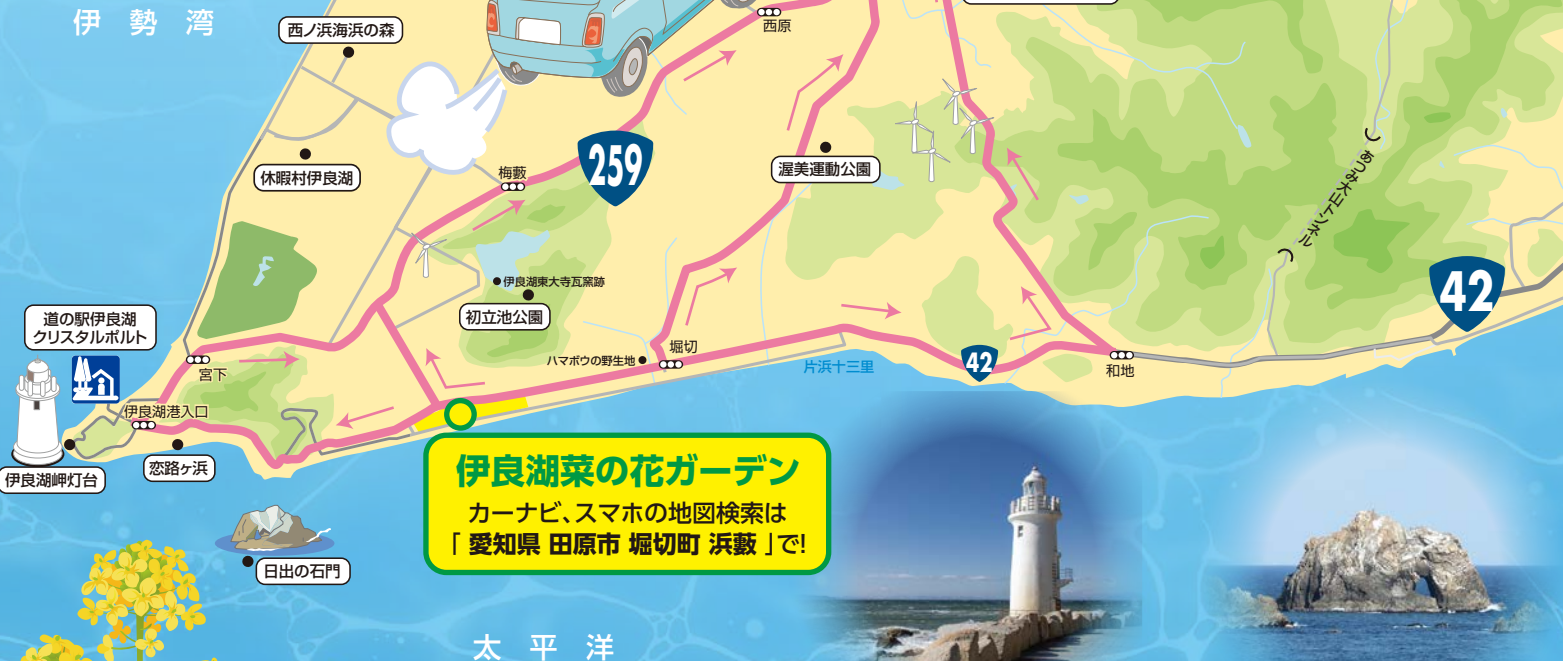 伊勢湾
西ノ浜海浜の森
西原
休暇村伊良湖
梅藪
259
渥美運動公園
あつみ大山トンネル
伊良湖東大寺瓦窯跡
初立池公園
42
道の駅伊良湖
クリスタルボルト
宮下
ハマボウの野生地
堀切
片浜十三里
42
和地
伊良湖港入口
恋路ヶ浜
伊良湖岬灯台
伊良湖菜の花ガーデン
カーナビ、スマホの地図検索は
「愛知県 田原市 堀切町 浜藪」で!
日出の石門
太平洋